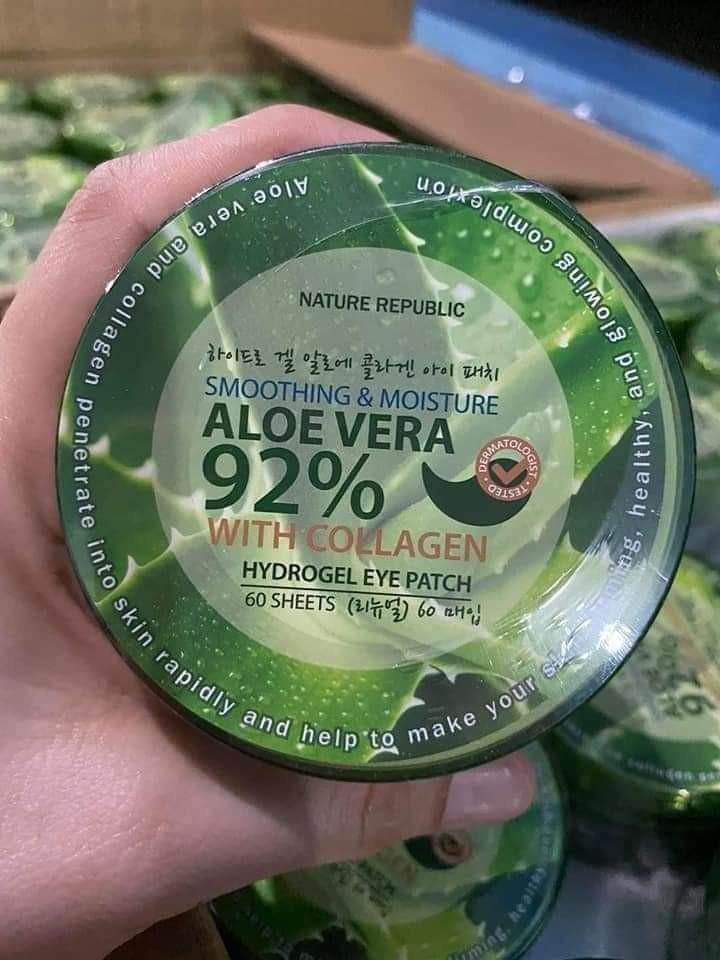 NATURE REPUBLIC
하이드로 겔 알로에 콜라겐 아이 패치
SMOOTHING & MOISTURE
ALOE VERA
92%
DERMATOLOGIST
TESTED
WITH COLLAGEN
HYDROGEL EYE PATCH
60 SHEETS (리뉴얼) 60 매입
Aloe vera and collagen penetrate into skin rapidly and help to make your healthy, and glowing complexion